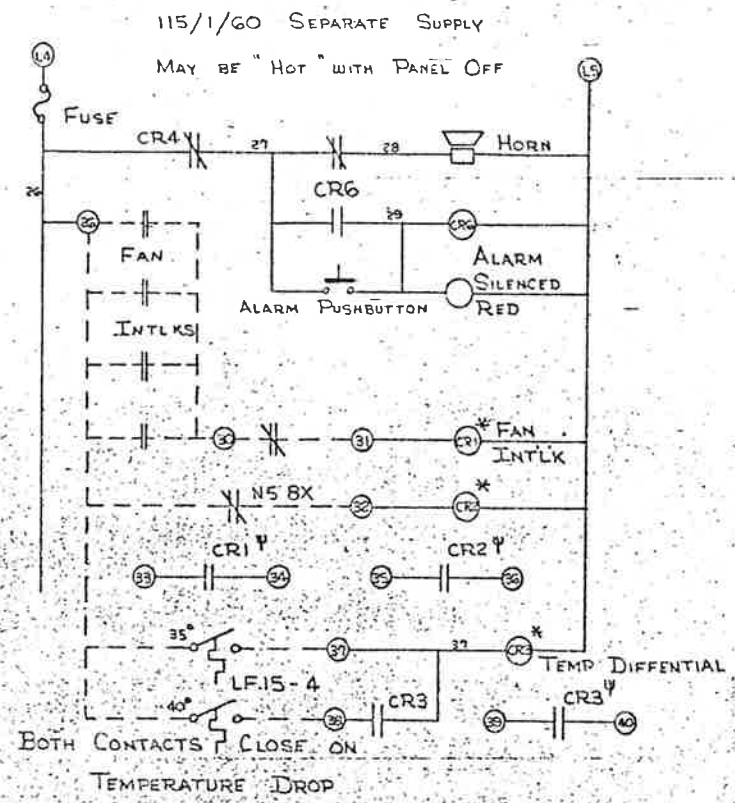 115/1/60 SEPARATE SUPPLY
MAY BE "HOT" WITH PANEL OFF
L4
L5
FUSE
CR4
27
28
HORN
26
CR6
29
26
CR6
FAN
ALARM
SILENCED
RED
ALARM PUSHBUTTON
INTLKS
30
31
CR1
* FAN
INT'LK
N5 8X
32
CR2
*
CR1 Ψ
CR2 Ψ
33
34
35
36
35°
37
37
CR3
*
TEMP DIFFENTIAL
LF15-4
40°
38
CR3
CR3 Ψ
39
40
BOTH CONTACTS CLOSE ON
TEMPERATURE DROP